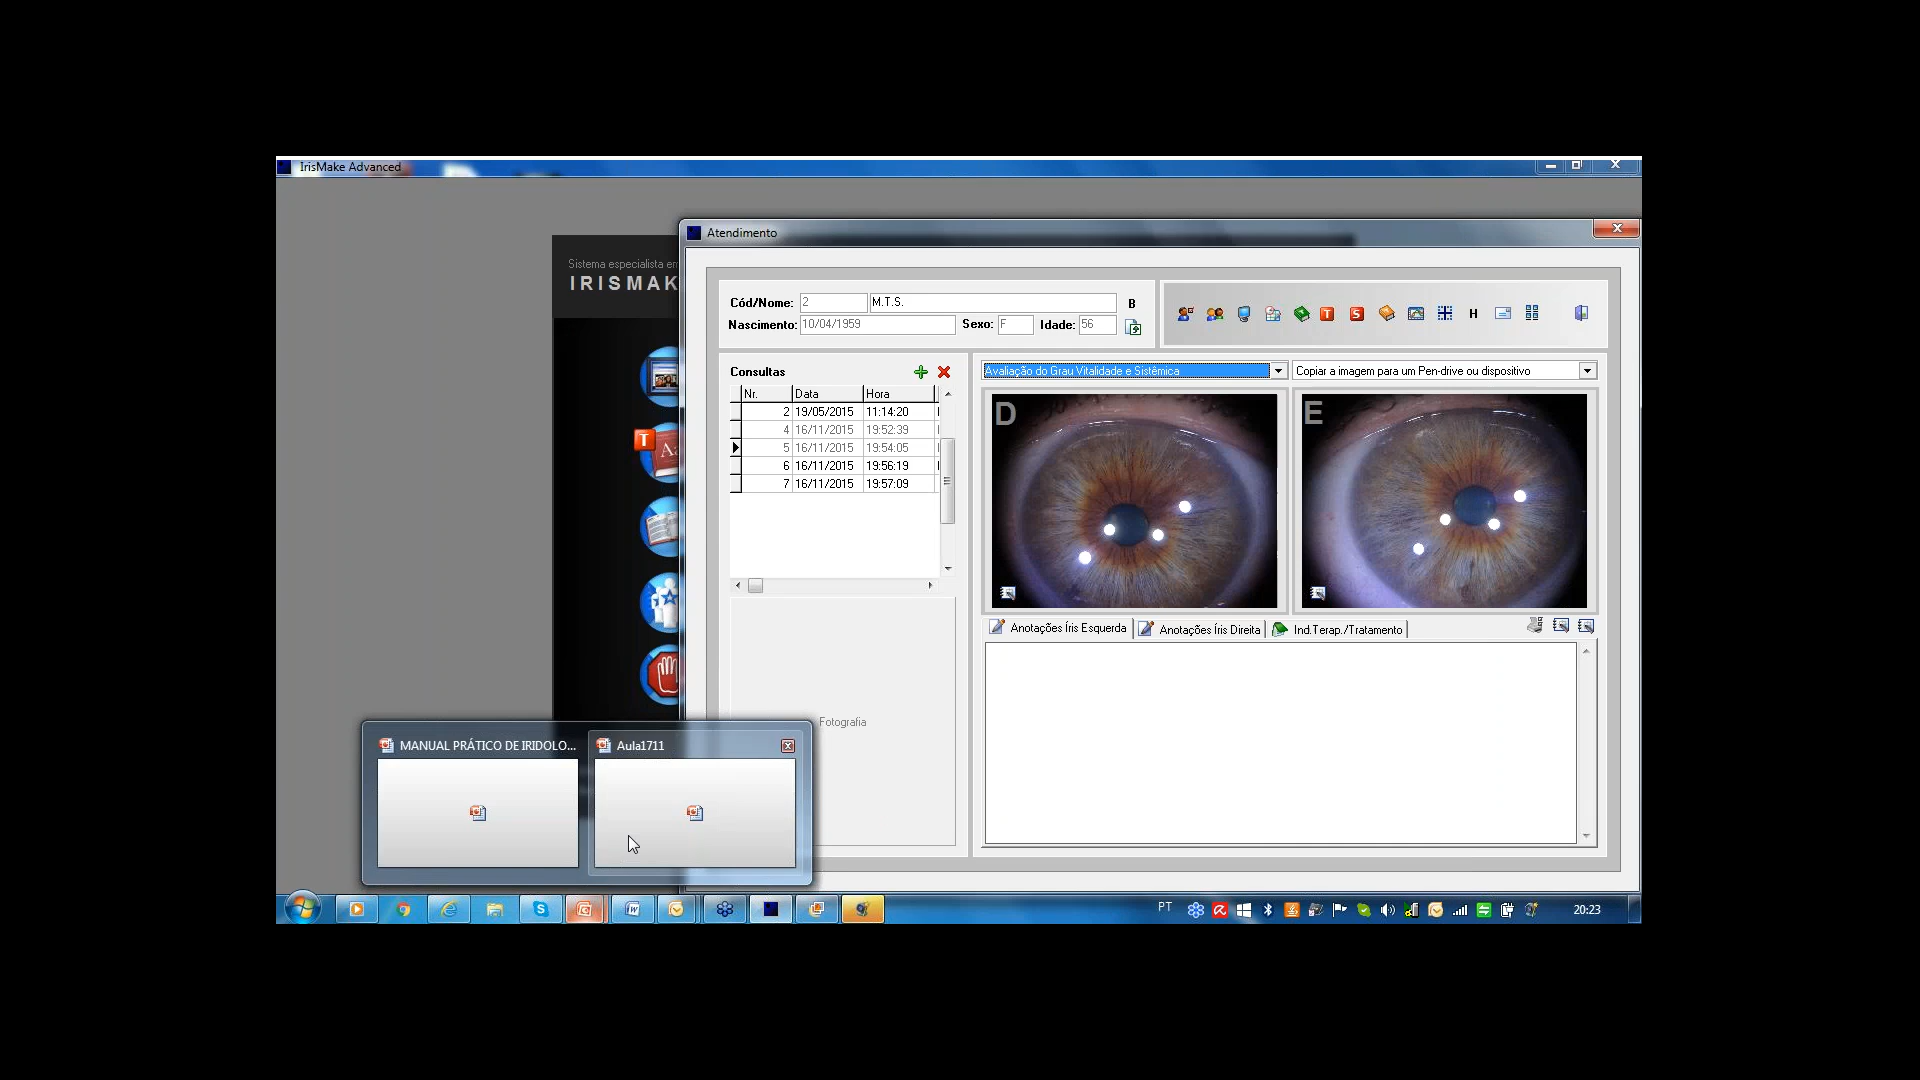 IrisMake Advanced
Atendimento
Sistema especialista em
IRISMAK
Cód/Nome: 2 M.T.S. B
Nascimento: 10/04/1959 Sexo: F Idade: 56
T S H
Consultas
Avaliação do Grau Vitalidade e Sistêmica
Copiar a imagem para um Pen-drive ou dispositivo
Nr. Data Hora
2 19/05/2015 11:14:20
4 16/11/2015 19:52:39
5 16/11/2015 19:54:05
6 16/11/2015 19:56:19
7 16/11/2015 19:57:09
D
E
T
Anotações Íris Esquerda
Anotações Íris Direita
Ind.Terap./Tratamento
Fotografia
MANUAL PRÁTICO DE IRIDOLO...
Aula1711
PT
20:23